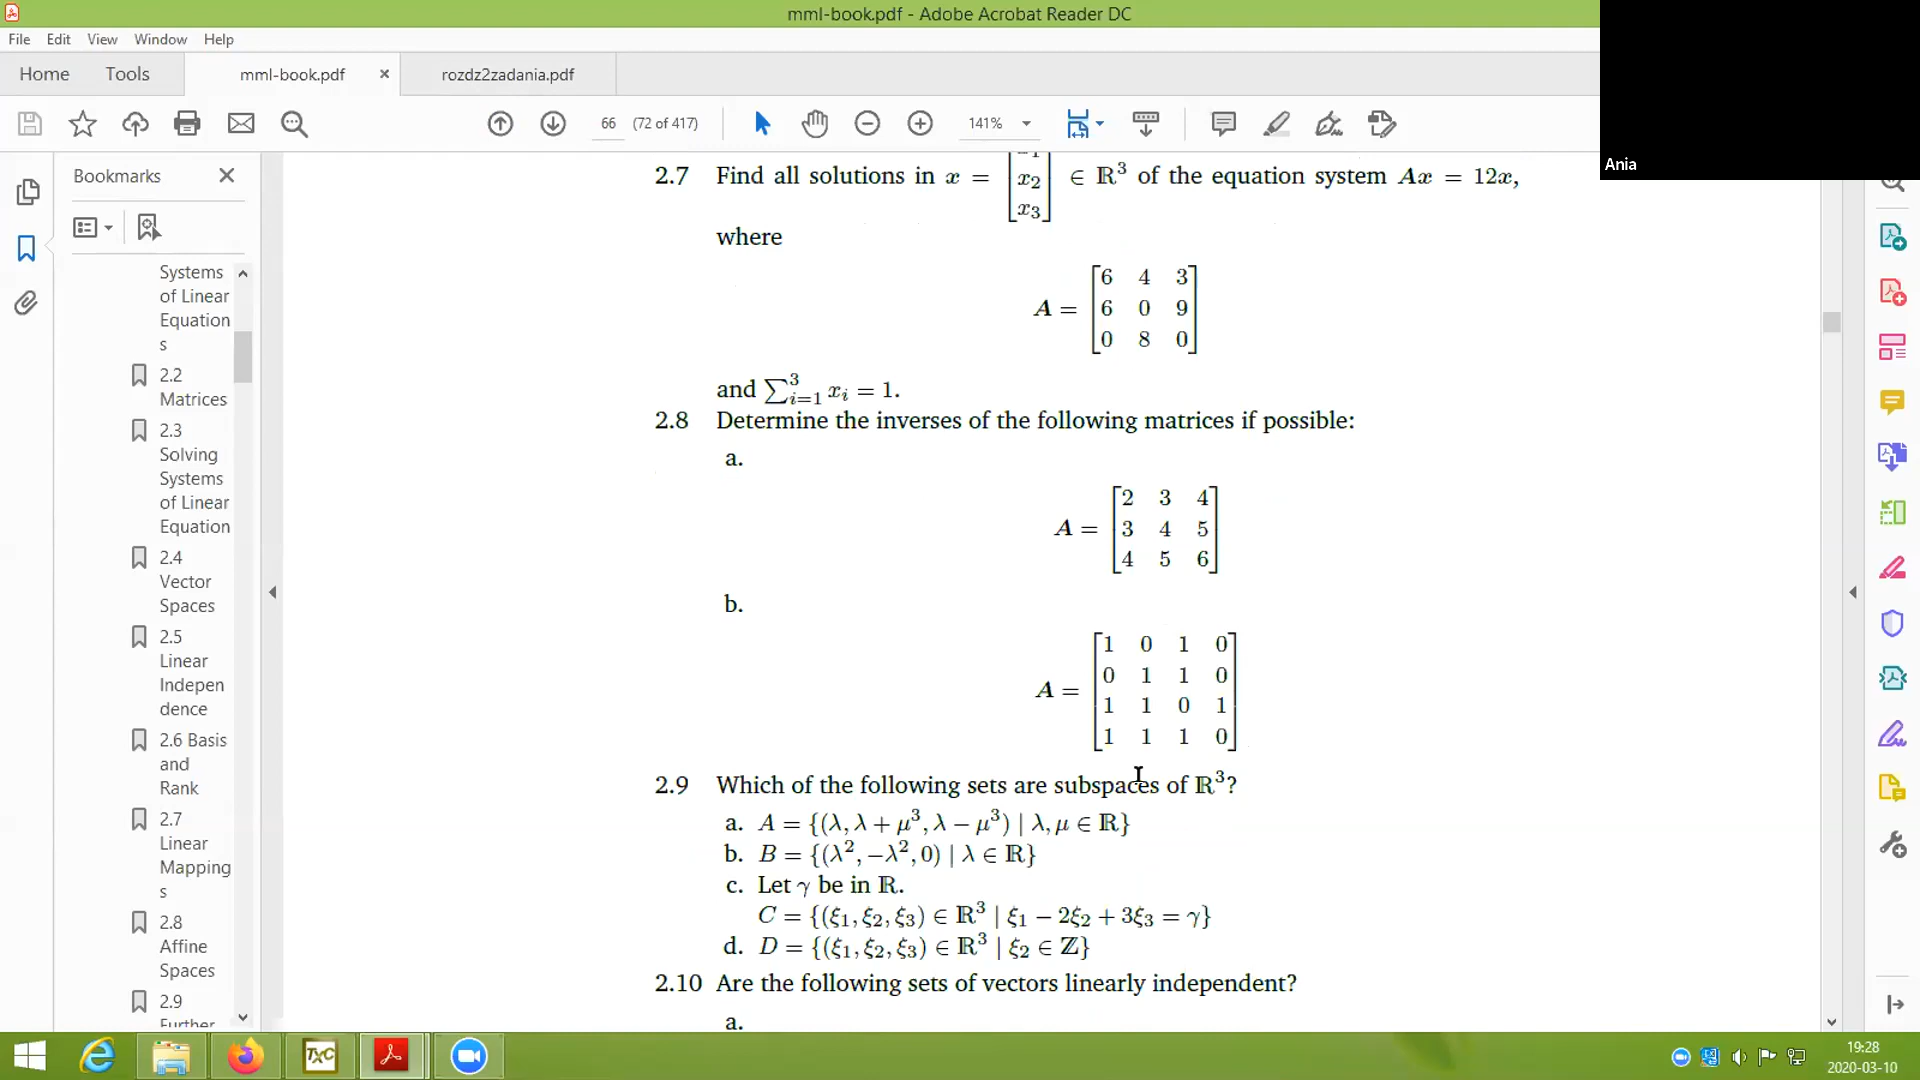 mml-book.pdf - Adobe Acrobat Reader DC
File Edit View Window Help
Home Tools mml-book.pdf × rozdz2zadania.pdf
66 (72 of 417) 141%
Ania
Bookmarks
Systems
of Linear
Equation
s
2.2
Matrices
2.3
Solving
Systems
of Linear
Equation
2.4
Vector
Spaces
2.5
Linear
Indepen
dence
2.6 Basis
and
Rank
2.7
Linear
Mapping
s
2.8
Affine
Spaces
2.9
Further
2.7 Find all solutions in x = [x1 x2 x3] ∈ ℝ³ of the equation system Ax = 12x,
where
A = [6 4 3
6 0 9
0 8 0]
and ∑³ᵢ₌₁ xᵢ = 1.
2.8 Determine the inverses of the following matrices if possible:
a.
A = [2 3 4
3 4 5
4 5 6]
b.
A = [1 0 1 0
0 1 1 0
1 1 0 1
1 1 1 0]
2.9 Which of the following sets are subspaces of ℝ³?
a. A = {(λ, λ + μ³, λ − μ³) | λ, μ ∈ ℝ}
b. B = {(λ², −λ², 0) | λ ∈ ℝ}
c. Let γ be in ℝ.
C = {(ξ₁, ξ₂, ξ₃) ∈ ℝ³ | ξ₁ − 2ξ₂ + 3ξ₃ = γ}
d. D = {(ξ₁, ξ₂, ξ₃) ∈ ℝ³ | ξ₂ ∈ ℤ}
2.10 Are the following sets of vectors linearly independent?
a.
TXC
19:28
2020-03-10